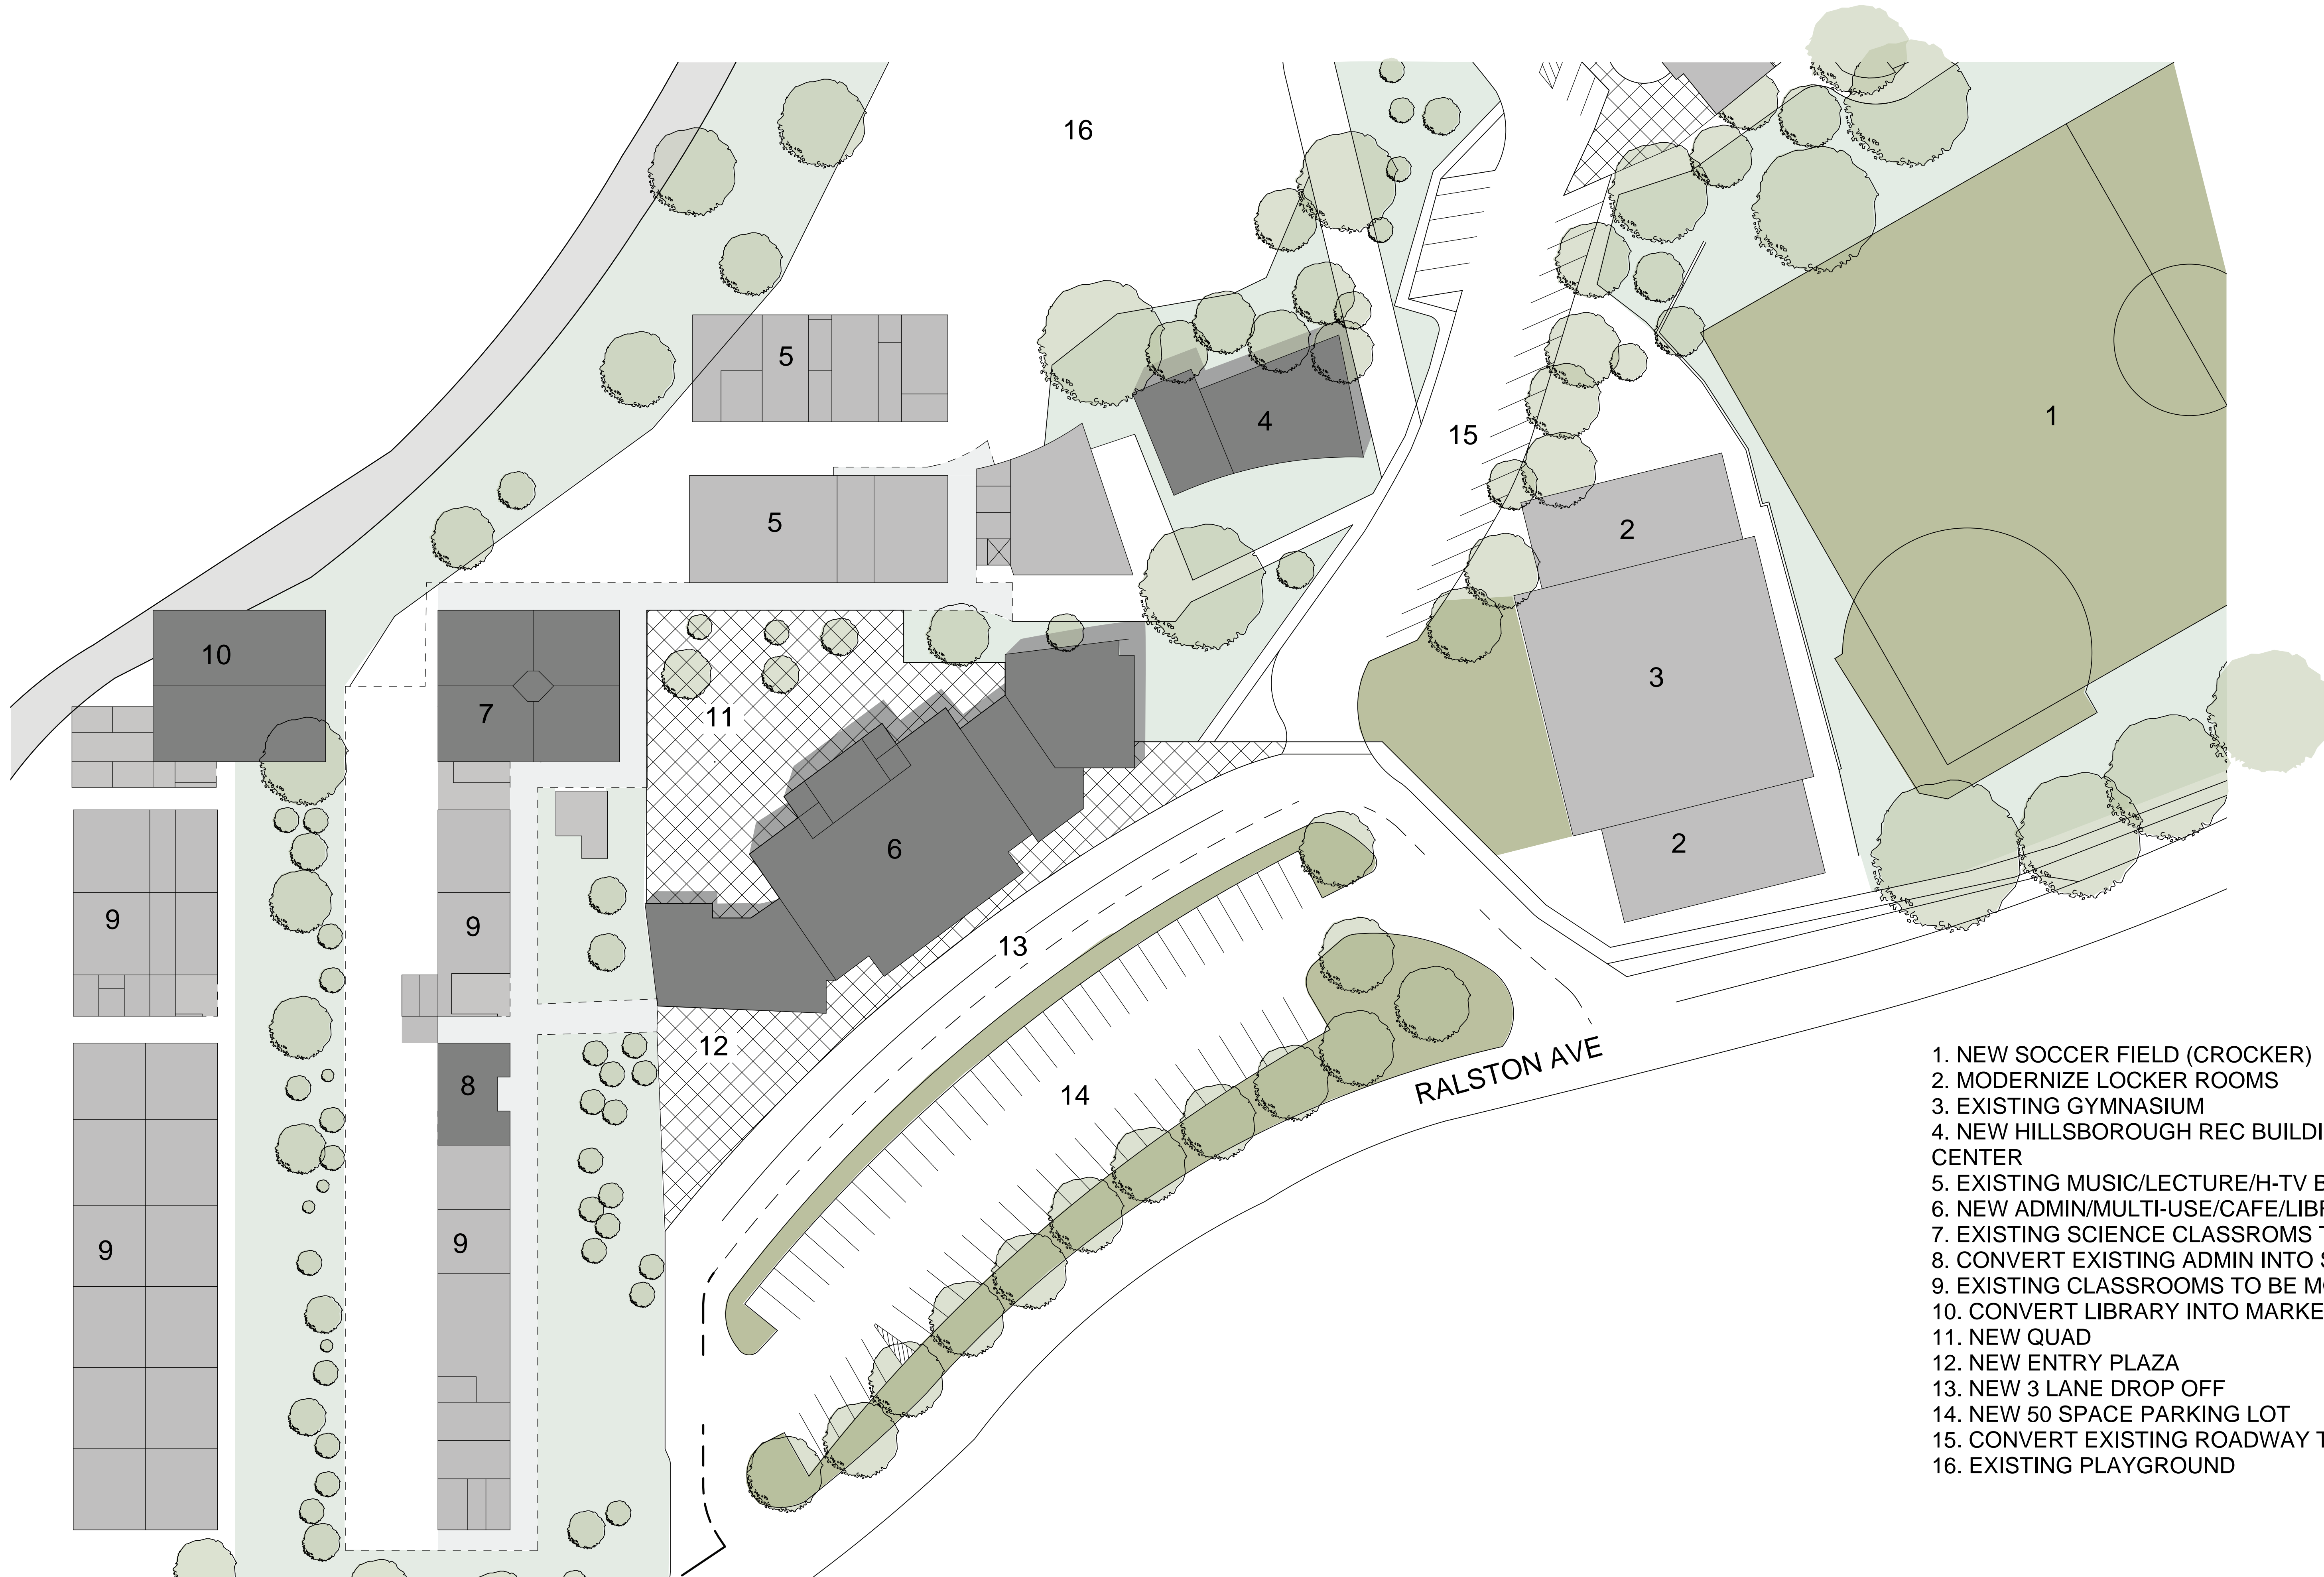 16
5
4
15
1
5
2
10
3
7
11
6
2
9
9
13
12
8
14
RALSTON AVE
9
9
1. NEW SOCCER FIELD (CROCKER)
2. MODERNIZE LOCKER ROOMS
3. EXISTING GYMNASIUM
4. NEW HILLSBOROUGH REC
CENTER
5. EXISTING MUSIC/LECTURE/H-TV
6. NEW ADMIN/MULTI-USE/CAFE/
7. EXISTING SCIENCE CLASSROMS
8. CONVERT EXISTING ADMIN INTO
9. EXISTING CLASSROOMS TO BE
10. CONVERT LIBRARY INTO
11. NEW QUAD
12. NEW ENTRY PLAZA
13. NEW 3 LANE DROP OFF
14. NEW 50 SPACE PARKING LOT
15. CONVERT EXISTING ROADWAY
16. EXISTING PLAYGROUND